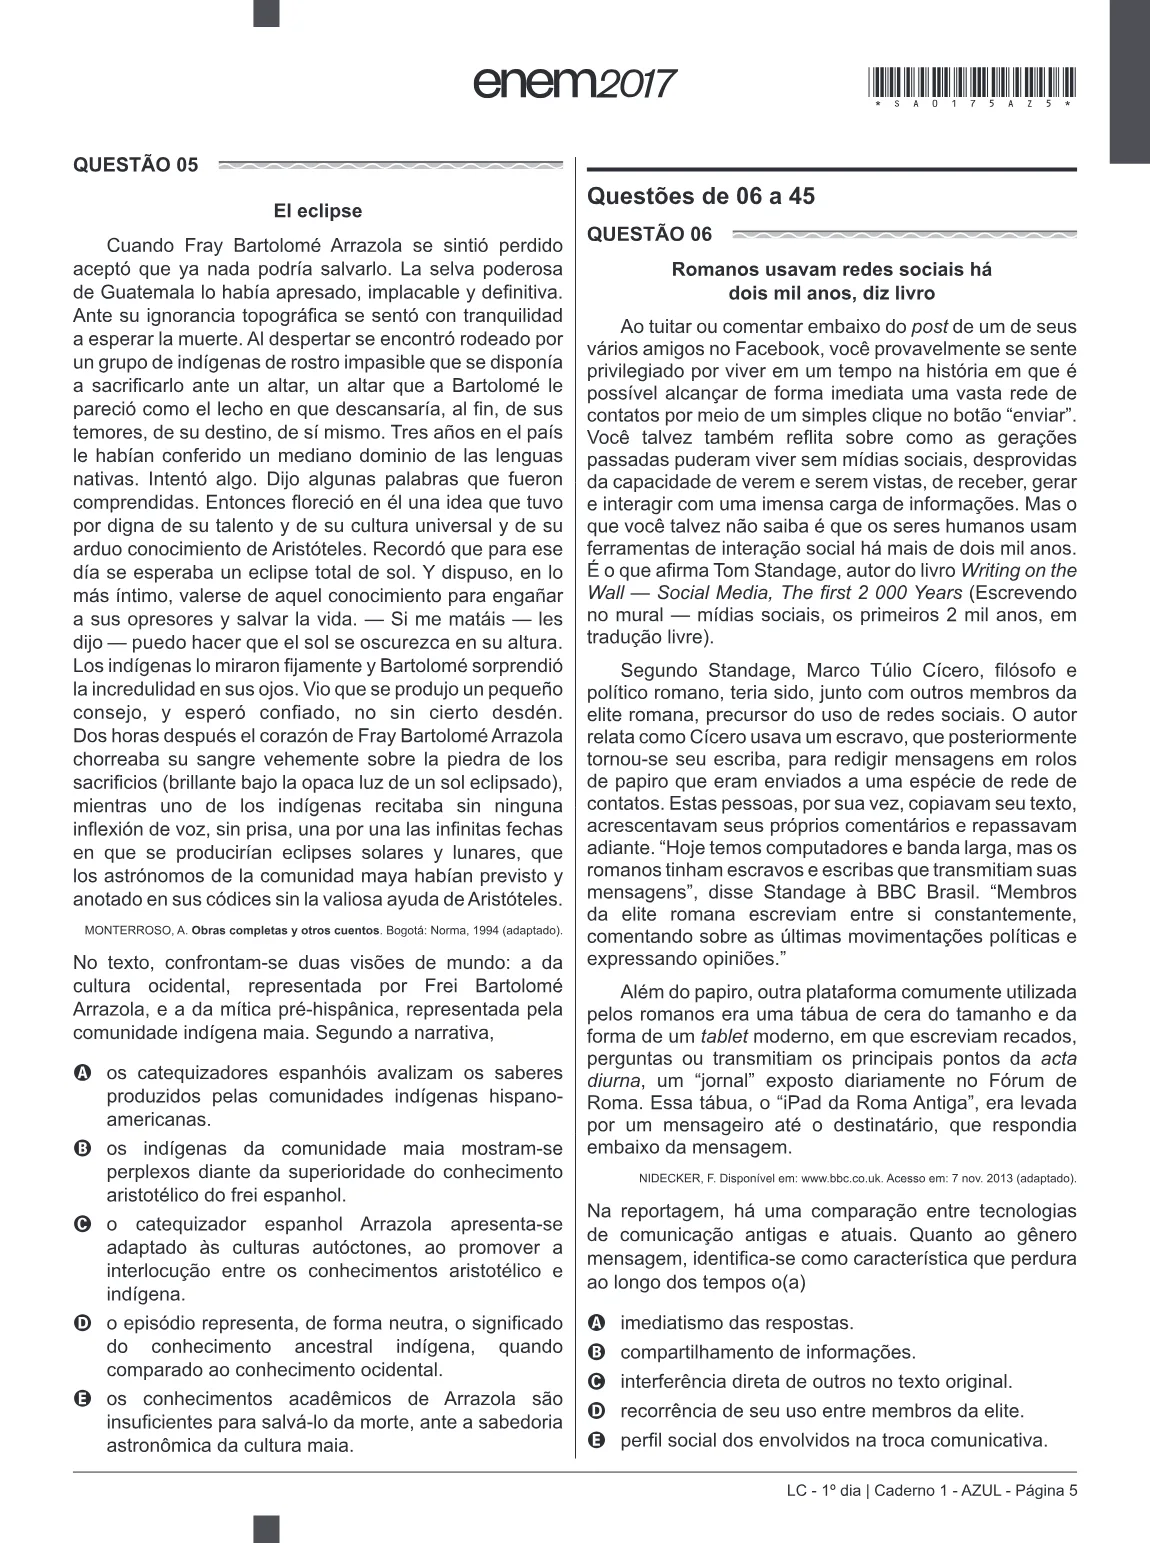 enem2017
*SA0175AZ5*
QUESTÃO 05
El eclipse
Cuando Fray Bartolomé Arrazola se sintió perdido
aceptó que ya nada podría salvarlo. La selva poderosa
de Guatemala lo había apresado, implacable y definitiva.
Ante su ignorancia topográfica se sentó con tranquilidad
a esperar la muerte. Al despertar se encontró rodeado por
un grupo de indígenas de rostro impasible que se disponía
a sacrificarlo ante un altar, un altar que a Bartolomé le
pareció como el lecho en que descansaría, al fin, de sus
temores, de su destino, de sí mismo. Tres años en el país
le habían conferido un mediano dominio de las lenguas
nativas. Intentó algo. Dijo algunas palabras que fueron
comprendidas. Entonces floreció en él una idea que tuvo
por digna de su talento y de su cultura universal y de su
arduo conocimiento de Aristóteles. Recordó que para ese
día se esperaba un eclipse total de sol. Y dispuso, en lo
más íntimo, valerse de aquel conocimiento para engañar
a sus opresores y salvar la vida. — Si me matáis — les
dijo — puedo hacer que el sol se oscurezca en su altura.
Los indígenas lo miraron fijamente y Bartolomé sorprendió
la incredulidad en sus ojos. Vio que se produjo un pequeño
consejo, y esperó confiado, no sin cierto desdén.
Dos horas después el corazón de Fray Bartolomé Arrazola
chorreaba su sangre vehemente sobre la piedra de los
sacrificios (brillante bajo la opaca luz de un sol eclipsado),
mientras uno de los indígenas recitaba sin ninguna
inflexión de voz, sin prisa, una por una las infinitas fechas
en que se producirían eclipses solares y lunares, que
los astrónomos de la comunidad maya habían previsto y
anotado en sus códices sin la valiosa ayuda de Aristóteles.
MONTERROSO, A. Obras completas y otros cuentos. Bogotá: Norma, 1994 (adaptado).
No texto, confrontam-se duas visões de mundo: a da
cultura ocidental, representada por Frei Bartolomé
Arrazola, e a da mítica pré-hispânica, representada pela
comunidade indígena maia. Segundo a narrativa,
A os catequizadores espanhóis avalizam os saberes
produzidos pelas comunidades indígenas hispano-
americanas.
B os indígenas da comunidade maia mostram-se
perplexos diante da superioridade do conhecimento
aristotélico do frei espanhol.
C o catequizador espanhol Arrazola apresenta-se
adaptado às culturas autóctones, ao promover a
interlocução entre os conhecimentos aristotélico e
indígena.
D o episódio representa, de forma neutra, o significado
do conhecimento ancestral indígena, quando
comparado ao conhecimento ocidental.
E os conhecimentos acadêmicos de Arrazola são
insuficientes para salvá-lo da morte, ante a sabedoria
astronômica da cultura maia.
Questões de 06 a 45
QUESTÃO 06
Romanos usavam redes sociais há
dois mil anos, diz livro
Ao tuitar ou comentar embaixo do post de um de seus
vários amigos no Facebook, você provavelmente se sente
privilegiado por viver em um tempo na história em que é
possível alcançar de forma imediata uma vasta rede de
contatos por meio de um simples clique no botão “enviar”.
Você talvez também reflita sobre como as gerações
passadas puderam viver sem mídias sociais, desprovidas
da capacidade de verem e serem vistas, de receber, gerar
e interagir com uma imensa carga de informações. Mas o
que você talvez não saiba é que os seres humanos usam
ferramentas de interação social há mais de dois mil anos.
É o que afirma Tom Standage, autor do livro Writing on the
Wall — Social Media, The first 2 000 Years (Escrevendo
no mural — mídias sociais, os primeiros 2 mil anos, em
tradução livre).
Segundo Standage, Marco Túlio Cícero, filósofo e
político romano, teria sido, junto com outros membros da
elite romana, precursor do uso de redes sociais. O autor
relata como Cícero usava um escravo, que posteriormente
tornou-se seu escriba, para redigir mensagens em rolos
de papiro que eram enviados a uma espécie de rede de
contatos. Estas pessoas, por sua vez, copiavam seu texto,
acrescentavam seus próprios comentários e repassavam
adiante. “Hoje temos computadores e banda larga, mas os
romanos tinham escravos e escribas que transmitiam suas
mensagens”, disse Standage à BBC Brasil. “Membros
da elite romana escreviam entre si constantemente,
comentando sobre as últimas movimentações políticas e
expressando opiniões.”
Além do papiro, outra plataforma comumente utilizada
pelos romanos era uma tábua de cera do tamanho e da
forma de um tablet moderno, em que escreviam recados,
perguntas ou transmitiam os principais pontos da acta
diurna, um “jornal” exposto diariamente no Fórum de
Roma. Essa tábua, o “iPad da Roma Antiga”, era levada
por um mensageiro até o destinatário, que respondia
embaixo da mensagem.
NIDECKER, F. Disponível em: www.bbc.co.uk. Acesso em: 7 nov. 2013 (adaptado).
Na reportagem, há uma comparação entre tecnologias
de comunicação antigas e atuais. Quanto ao gênero
mensagem, identifica-se como característica que perdura
ao longo dos tempos o(a)
A imediatismo das respostas.
B compartilhamento de informações.
C interferência direta de outros no texto original.
D recorrência de seu uso entre membros da elite.
E perfil social dos envolvidos na troca comunicativa.
LC - 1º dia | Caderno 1 - AZUL - Página 5